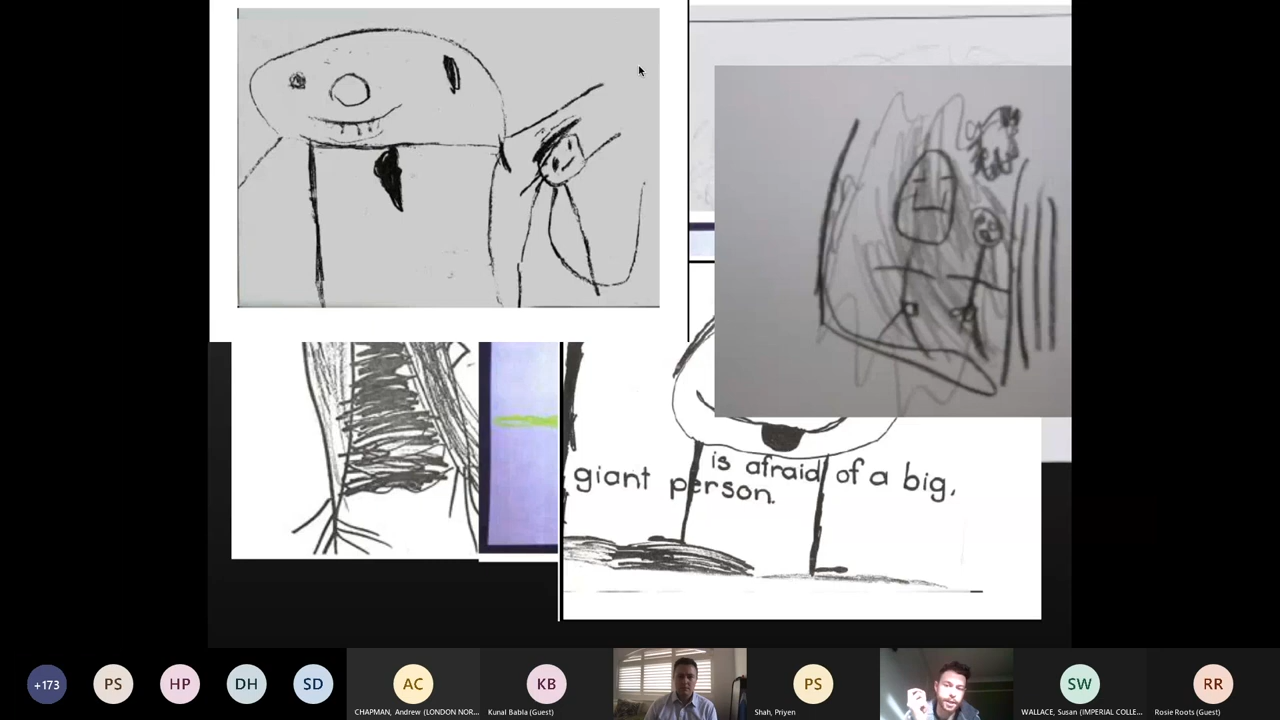 is afraid of a big,
giant person.
+173
PS
HP
DH
SD
AC
KB
PS
SW
RR
CHAPMAN, Andrew (LONDON NOR...
Kunal Babla (Guest)
Shah, Priyen
WALLACE, Susan (IMPERIAL COLLE...
Rosie Roots (Guest)